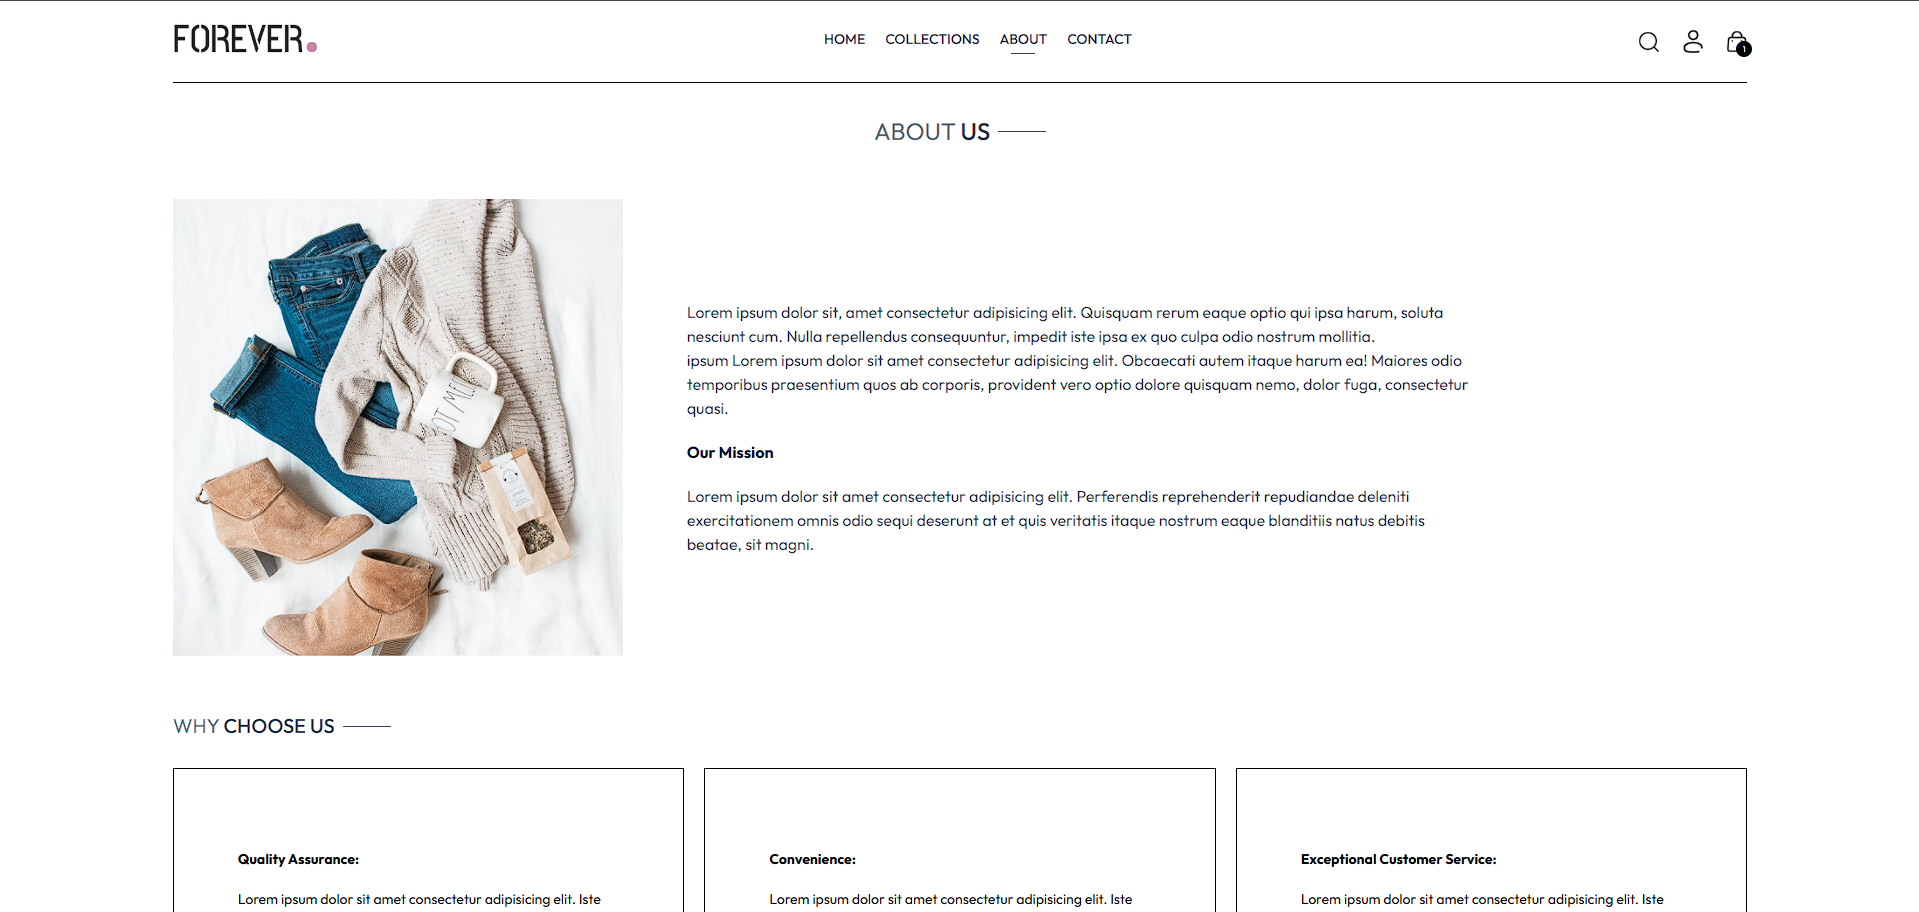 FOREVER.
HOME COLLECTIONS ABOUT CONTACT
1
ABOUT US
Lorem ipsum dolor sit, amet consectetur adipisicing elit. Quisquam rerum eaque optio qui ipsa harum, soluta
nesciunt cum. Nulla repellendus consequuntur, impedit iste ipsa ex quo culpa odio nostrum mollitia.
ipsum Lorem ipsum dolor sit amet consectetur adipisicing elit. Obcaecati autem itaque harum ea! Maiores odio
temporibus praesentium quos ab corporis, provident vero optio dolore quisquam nemo, dolor fuga, consectetur
quasi.
Our Mission
Lorem ipsum dolor sit amet consectetur adipisicing elit. Perferendis reprehenderit repudiandae deleniti
exercitationem omnis odio sequi deserunt at et quis veritatis itaque nostrum eaque blanditiis natus debitis
beatae, sit magni.
WHY CHOOSE US
Quality Assurance:
Lorem ipsum dolor sit amet consectetur adipisicing elit. Iste
Convenience:
Lorem ipsum dolor sit amet consectetur adipisicing elit. Iste
Exceptional Customer Service:
Lorem ipsum dolor sit amet consectetur adipisicing elit. Iste